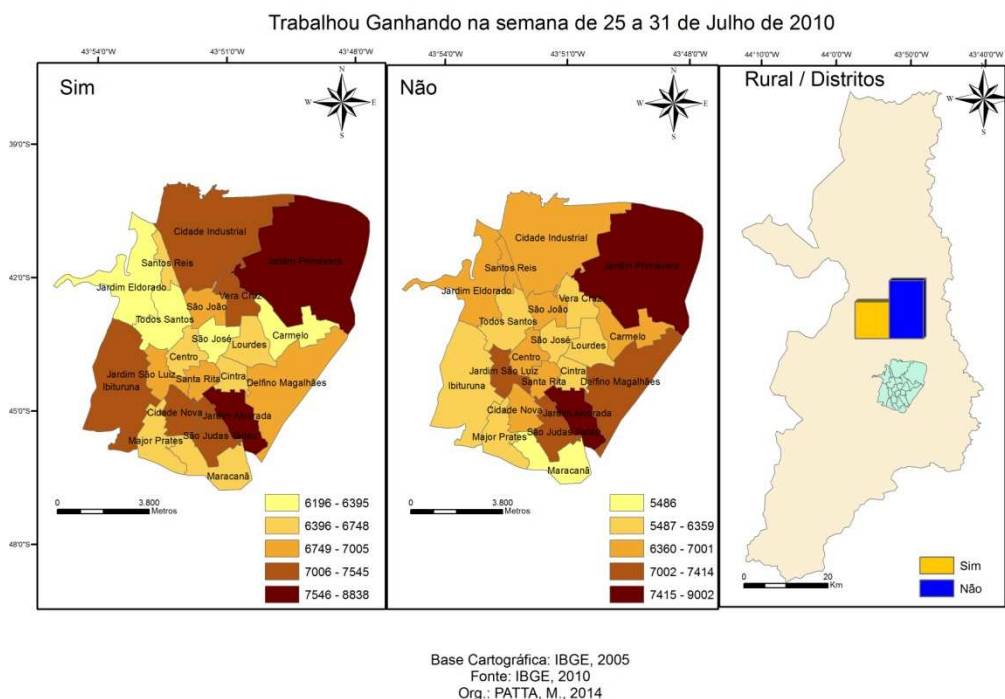 Trabalhou Ganhando na semana de 25 a 31 de Julho de 2010
43°54'0"W 43°51'0"W 43°48'0"W
43°54'0"W 43°51'0"W 43°48'0"W
44°10'0"W 44°0'0"W 43°50'0"W 43°40'0"W
39'0"S
42'0"S
45'0"S
48'0"S
Sim
N
W E
S
Cidade Industrial
Santos Reis
Jardim Primavera
Jardim Eldorado
Vera Cruz
São João
Todos Santos
São José
Lourdes
Carmelo
Centro
Jardim São Luiz
Ibituruna
Santa Rita
Cintra
Delfino Magalhães
Cidade Nova
Jardim Alvorada
São Judas Tadeu
Major Prates
Maracanã
0 3.800
Metros
6196 - 6395
6396 - 6748
6749 - 7005
7006 - 7545
7546 - 8838
Não
N
W E
S
Cidade Industrial
Santos Reis
Jardim Primavera
Jardim Eldorado
Vera Cruz
São João
Todos Santos
São José
Lourdes
Carmelo
Centro
Jardim São Luiz
Ibituruna
Santa Rita
Cintra
Delfino Magalhães
Cidade Nova
Jardim Alvorada
São Judas Tadeu
Major Prates
Maracanã
0 3.800
Metros
5486
5487 - 6359
6360 - 7001
7002 - 7414
7415 - 9002
Rural / Distritos
N
W E
S
0 20
Km
Sim
Não
Base Cartográfica: IBGE, 2005
Fonte: IBGE, 2010
Org.: PATTA, M., 2014